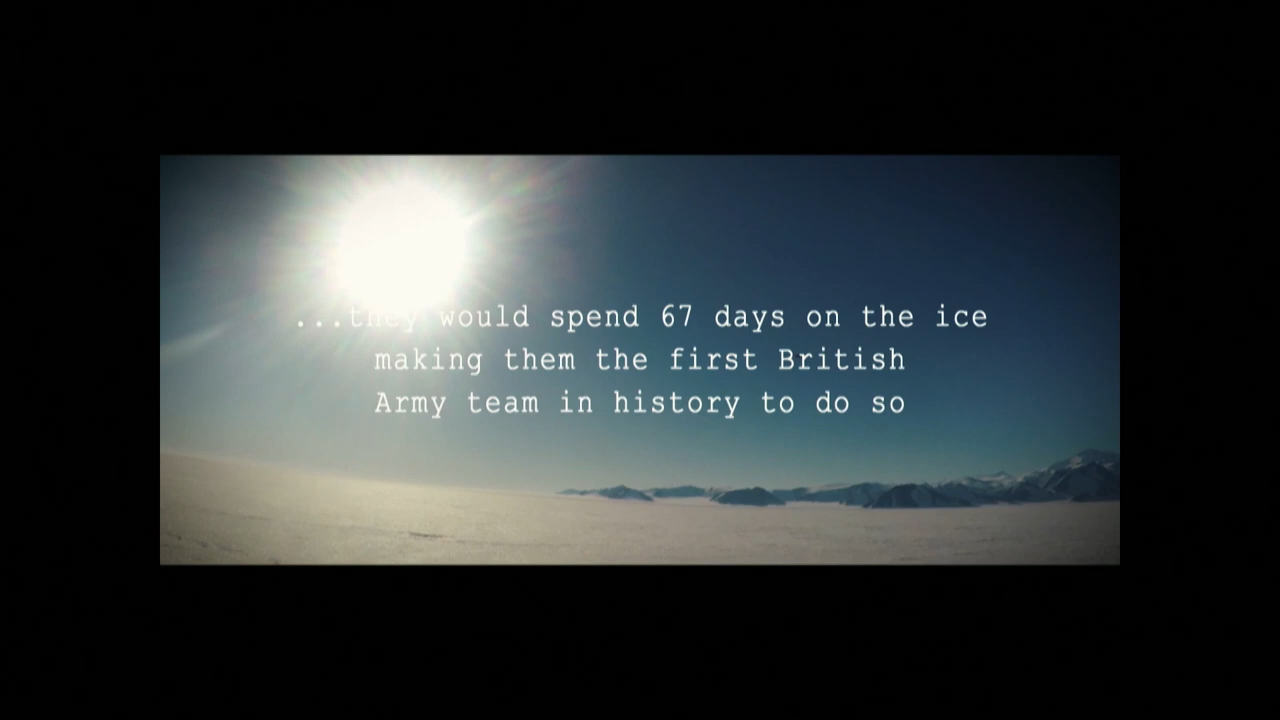 ...they would spend 67 days on the ice
making them the first British
Army team in history to do so